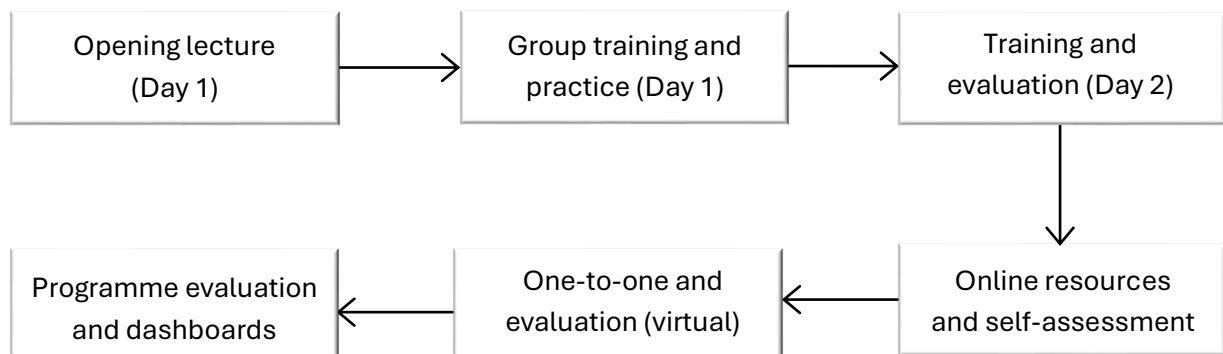 Opening lecture
(Day 1)
Group training and
practice (Day 1)
Training and
evaluation (Day 2)
Online resources
and self-assessment
One-to-one and
evaluation (virtual)
Programme evaluation
and dashboards